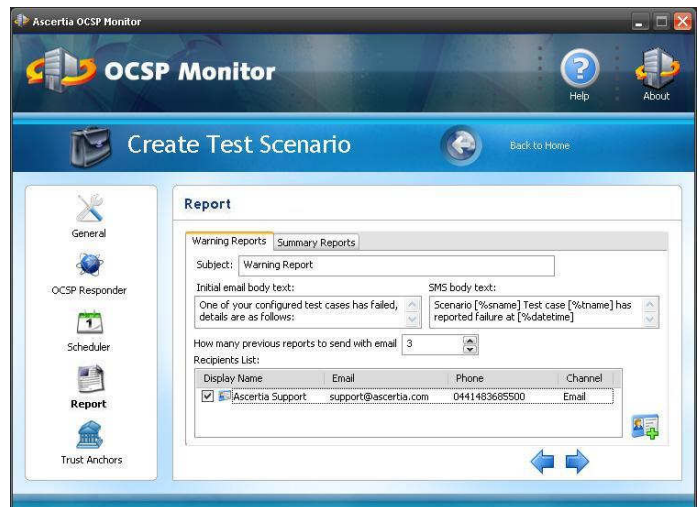 Ascertia OCSP Monitor
OCSP Monitor
Help
About
Create Test Scenario
Back to Home
General
OCSP Responder
1
Scheduler
Report
Trust Anchors
Report
Warning Reports
Summary Reports
Subject:
Warning Report
Initial email body text:
One of your configured test cases has failed,
details are as follows:
SMS body text:
Scenario [%sname] Test case [%tname] has
reported failure at [%datetime]
How many previous reports to send with email
3
Recipients List:
Display Name Email Phone Channel
Ascertia Support support@ascertia.com 0441483685500 Email